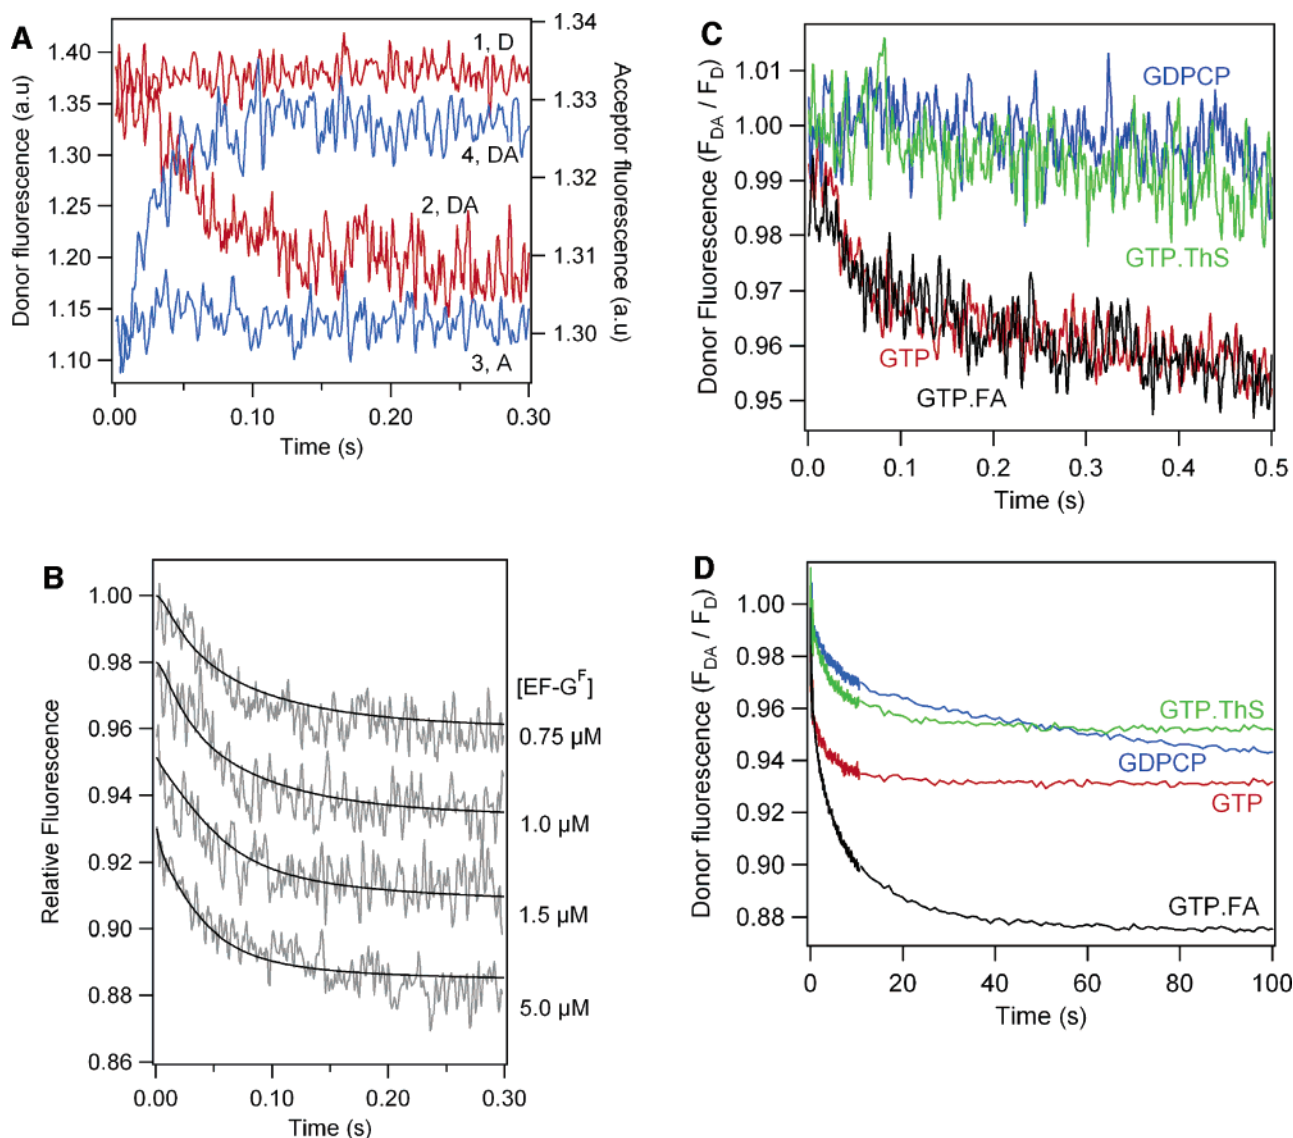 A
Donor fluorescence (a.u)
1.40
1.35
1.30
1.25
1.20
1.15
1.10
1.34
1.33
1.32
1.31
1.30
Acceptor fluorescence (a.u)
1, D
4, DA
2, DA
3, A
0.00
0.10
0.20
0.30
Time (s)
C
Donor Fluorescence (F_DA / F_D)
1.01
1.00
0.99
0.98
0.97
0.96
0.95
GDPCP
GTP.ThS
GTP
GTP.FA
0.0
0.1
0.2
0.3
0.4
0.5
Time (s)
B
Relative Fluorescence
1.00
0.98
0.96
0.94
0.92
0.90
0.88
0.86
[EF-G^F]
0.75 µM
1.0 µM
1.5 µM
5.0 µM
0.00
0.10
0.20
0.30
Time (s)
D
Donor fluorescence (F_DA / F_D)
1.00
0.98
0.96
0.94
0.92
0.90
0.88
GTP.ThS
GDPCP
GTP
GTP.FA
0
20
40
60
80
100
Time (s)